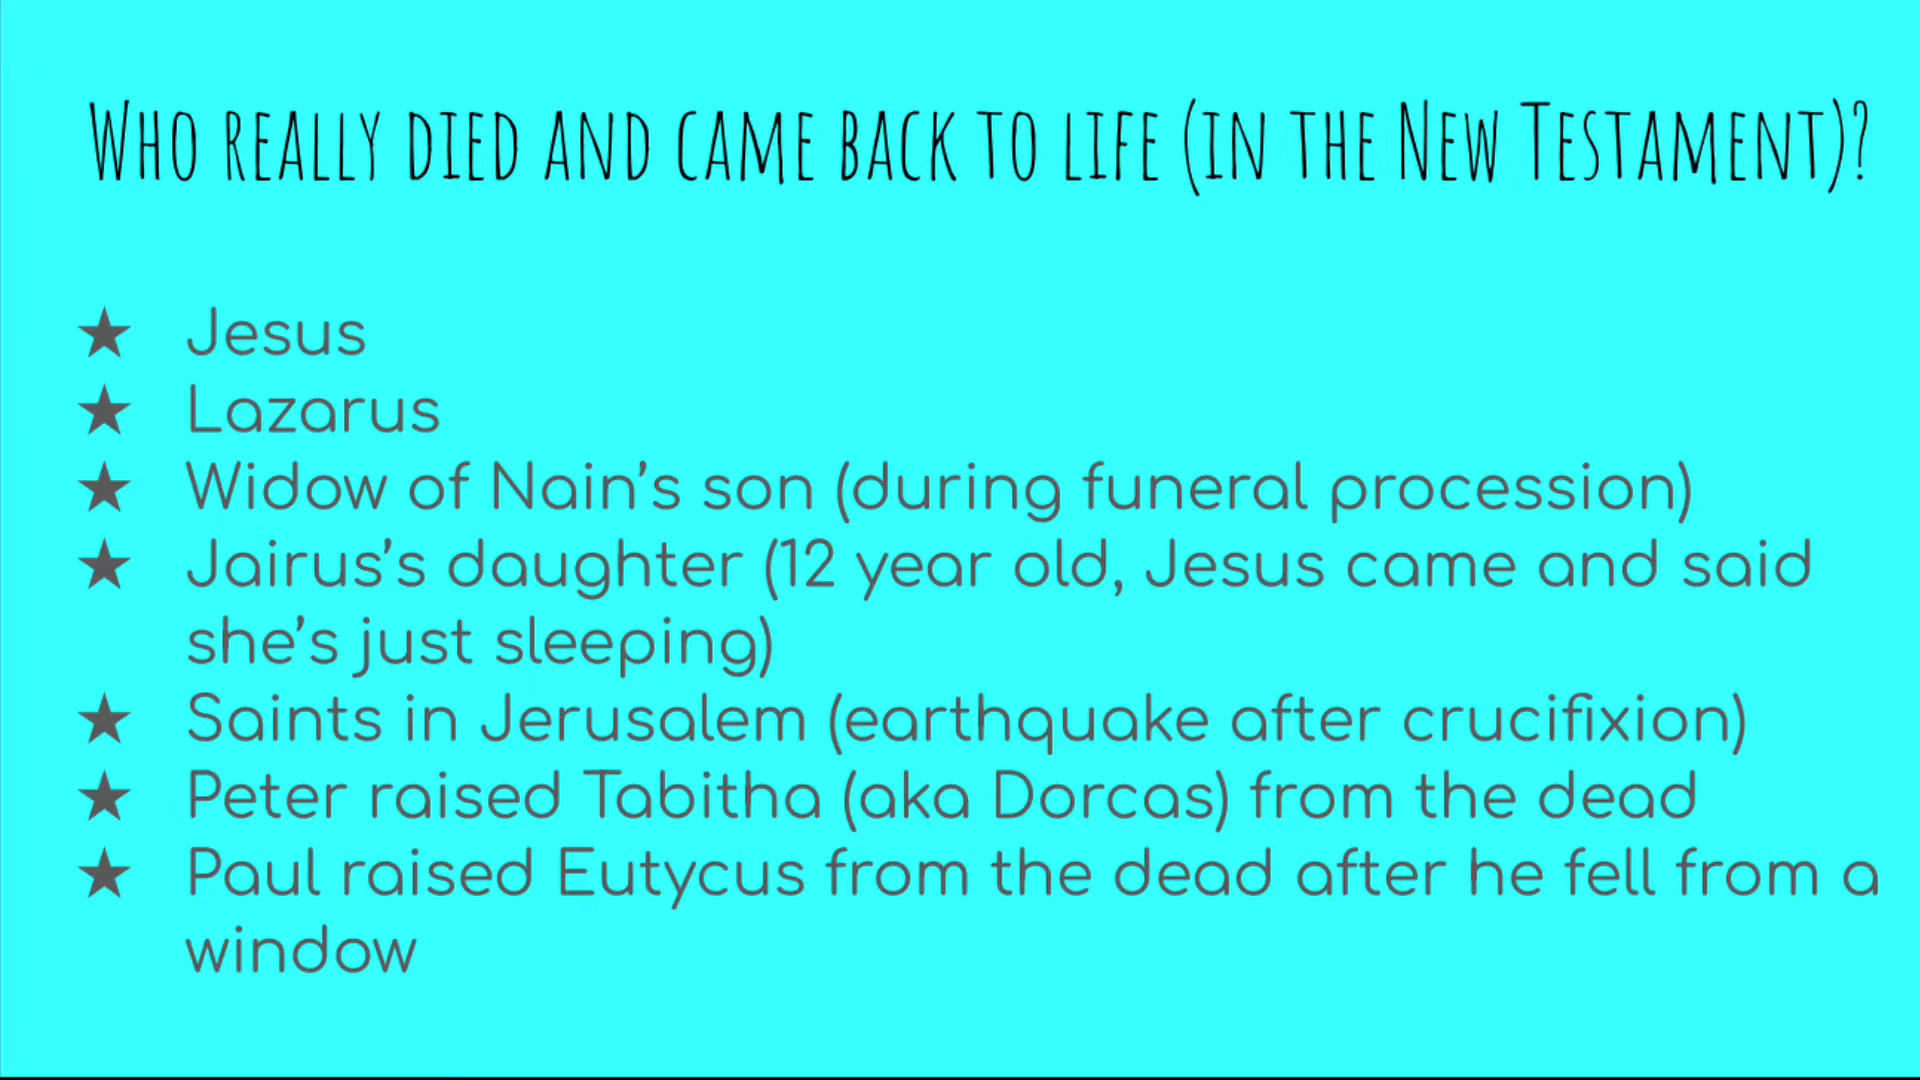 Who really died and came back to life (in the New Testament)?
★ Jesus
★ Lazarus
★ Widow of Nain’s son (during funeral procession)
★ Jairus’s daughter (12 year old, Jesus came and said
she’s just sleeping)
★ Saints in Jerusalem (earthquake after crucifixion)
★ Peter raised Tabitha (aka Dorcas) from the dead
★ Paul raised Eutycus from the dead after he fell from a
window